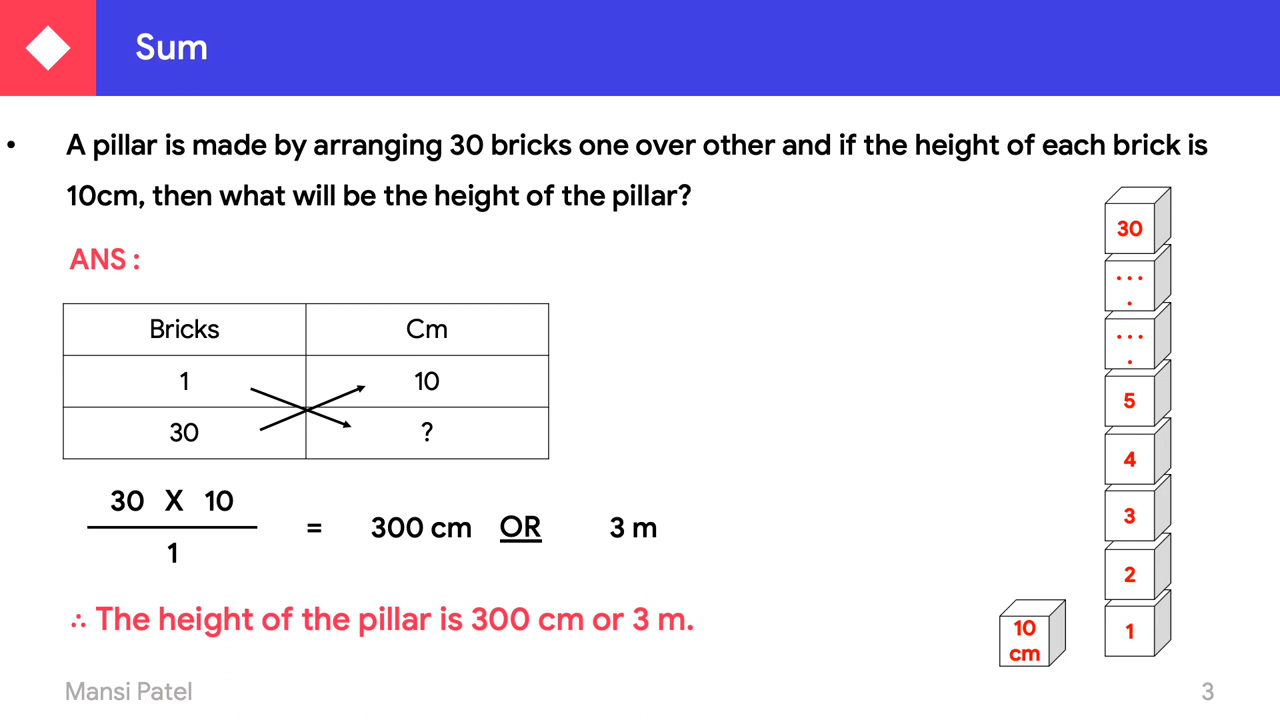 Sum
• A pillar is made by arranging 30 bricks one over other and if the height of each brick is
10cm, then what will be the height of the pillar?
ANS :
Bricks Cm
1 10
30 ?
30 X 10
1
= 300 cm OR 3 m
∴ The height of the pillar is 300 cm or 3 m.
30
... .
... .
5
4
3
2
1
10
cm
Mansi Patel
3